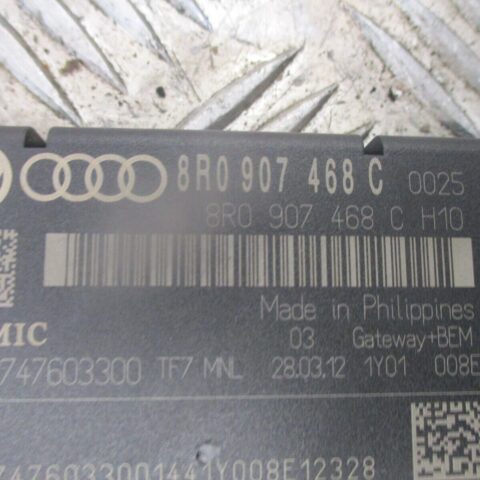 8R0 907 468 C 0025
8R0 907 468 C H10
Made in Philippines
MIC 03 Gateway+BEM
747603300 TF7 MNL 28.03.12 1Y01 008E
7476033001441Y008E12328